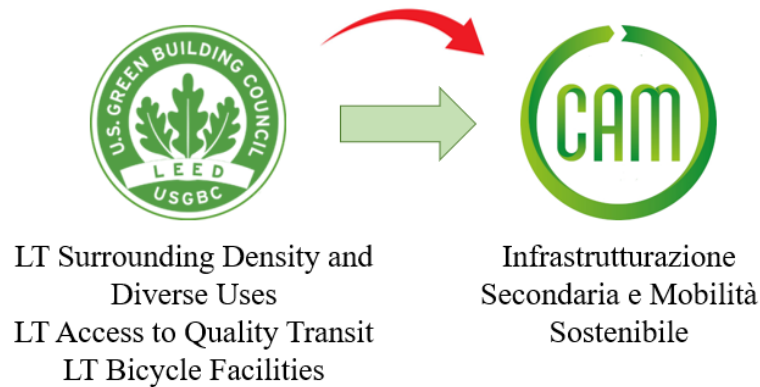 U.S. GREEN BUILDING COUNCIL
LEED
USGBC
CAM
LT Surrounding Density and
Diverse Uses
LT Access to Quality Transit
LT Bicycle Facilities
Infrastrutturazione
Secondaria e Mobilità
Sostenibile